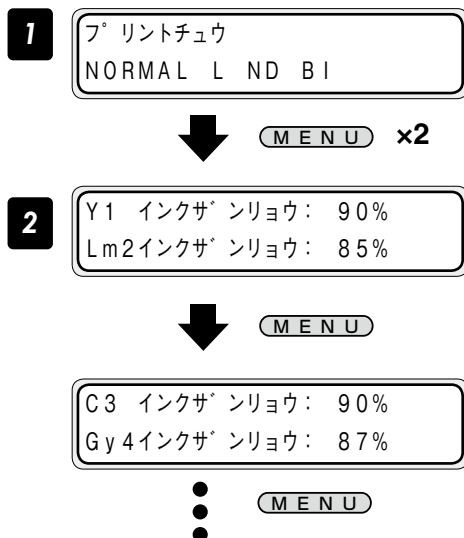 1
プ゚リントチュウ
NORMAL L ND BI
MENU ×2
2
Y1 インクザンリョウ: 90%
Lm2インクザンリョウ: 85%
MENU
C3 インクザンリョウ: 90%
Gy4インクザンリョウ: 87%
MENU